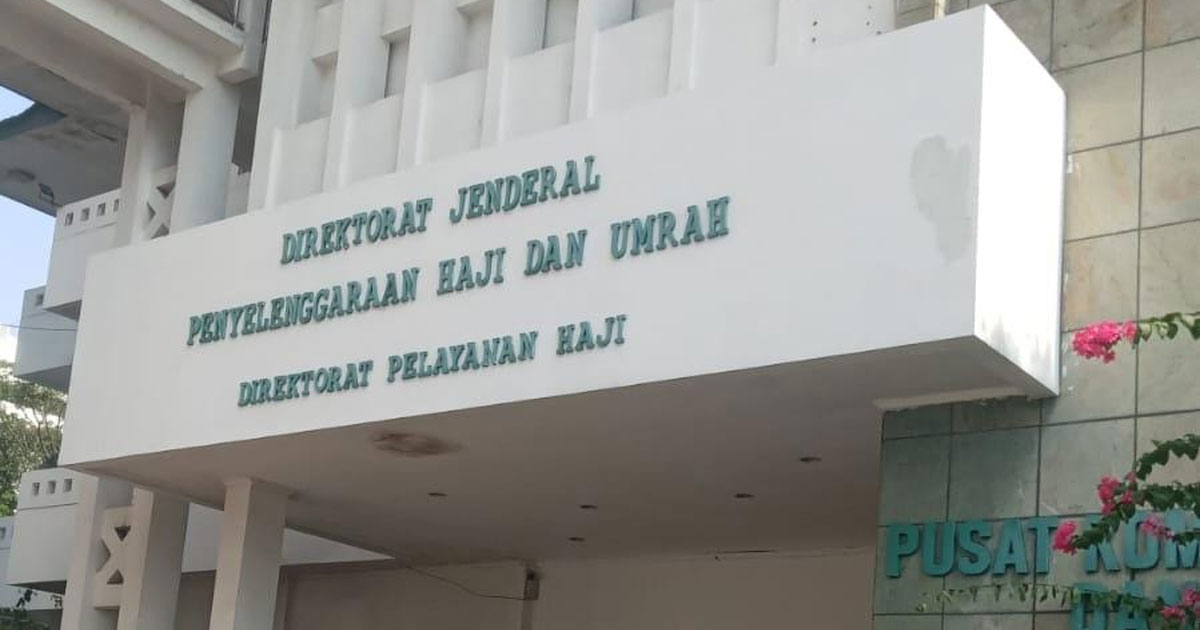 DIREKTORAT JENDERAL
PENYELENGGARAAN HAJI DAN UMRAH
DIREKTORAT PELAYANAN HAJI
PUSAT